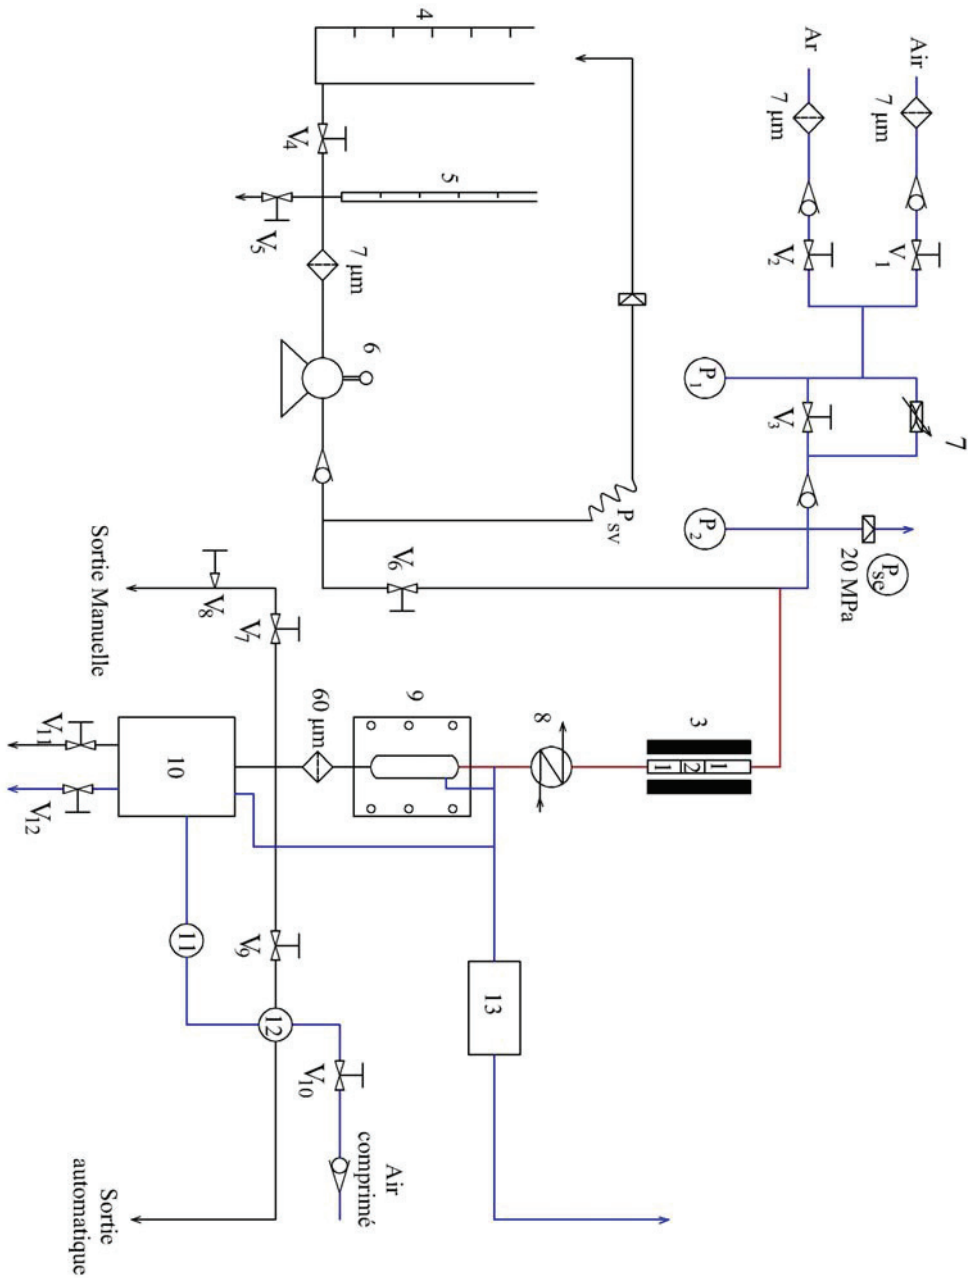 Air
7 µm
V1
Ar
7 µm
V2
P1
V3
7
P2
20 MPa
Pse
4
V4
5
V5
7 µm
6
PSV
V6
V7
V8
Sortie Manuelle
3
1
2
1
8
9
60 µm
10
V11
V12
11
V9
12
V10
Air
comprimé
13
Sortie
automatique